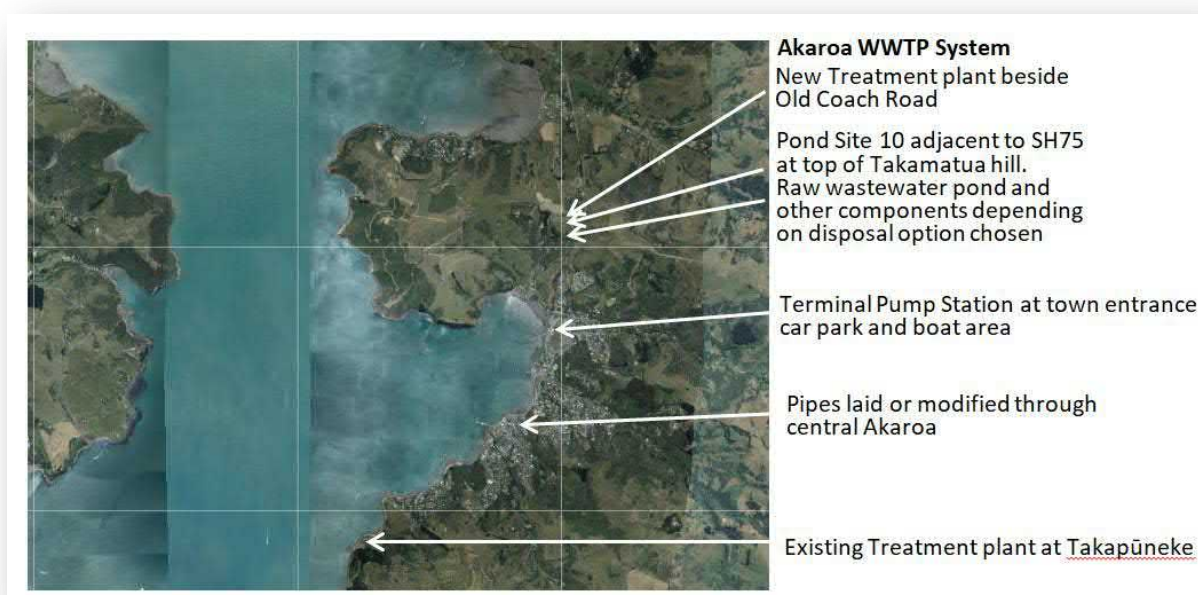 Akaroa WWTP System
New Treatment plant beside
Old Coach Road
Pond Site 10 adjacent to SH75
at top of Takamatua hill.
Raw wastewater pond and
other components depending
on disposal option chosen
Terminal Pump Station at town entrance
car park and boat area
Pipes laid or modified through
central Akaroa
Existing Treatment plant at Takapūneke